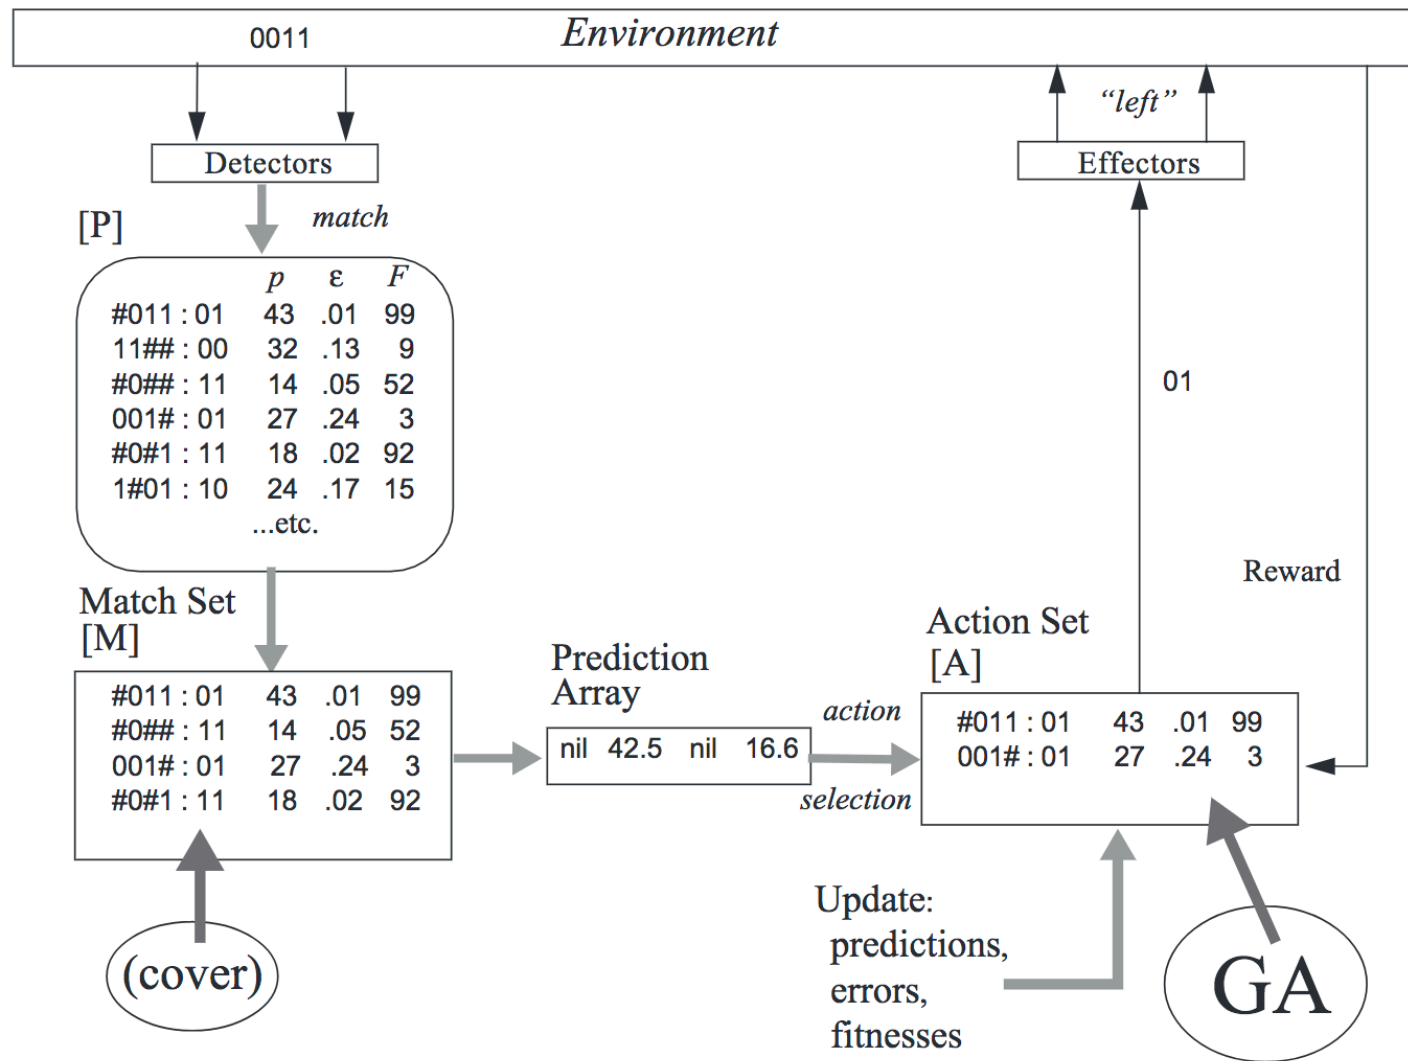 0011 Environment
“left”
Detectors
Effectors
[P]
match
p ε F
#011 : 01 43 .01 99
11## : 00 32 .13 9
#0## : 11 14 .05 52
001# : 01 27 .24 3
#0#1 : 11 18 .02 92
1#01 : 10 24 .17 15
...etc.
01
Reward
Match Set
[M]
#011 : 01 43 .01 99
#0## : 11 14 .05 52
001# : 01 27 .24 3
#0#1 : 11 18 .02 92
(cover)
Prediction
Array
nil 42.5 nil 16.6
action
selection
Action Set
[A]
#011 : 01 43 .01 99
001# : 01 27 .24 3
Update:
predictions,
errors,
fitnesses
GA